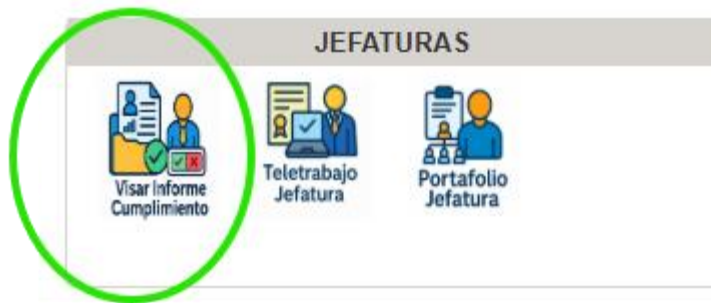 JEFATURAS
Visar Informe
Cumplimiento
Teletrabajo
Jefatura
Portafolio
Jefatura